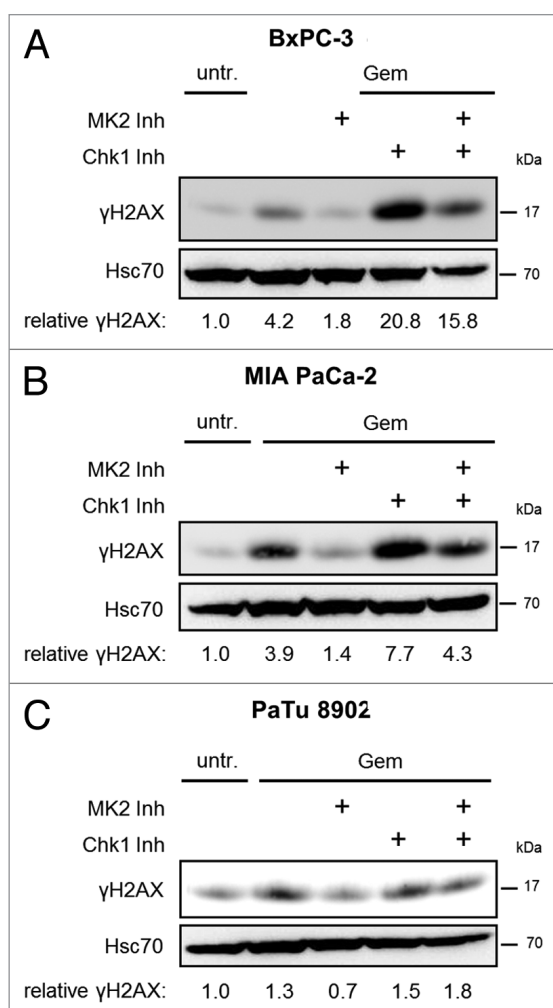 A
BxPC-3
untr. Gem
MK2 Inh + +
Chk1 Inh + +
kDa
γH2AX 17
Hsc70 70
relative γH2AX: 1.0 4.2 1.8 20.8 15.8
B
MIA PaCa-2
untr. Gem
MK2 Inh + +
Chk1 Inh + +
kDa
γH2AX 17
Hsc70 70
relative γH2AX: 1.0 3.9 1.4 7.7 4.3
C
PaTu 8902
untr. Gem
MK2 Inh + +
Chk1 Inh + +
kDa
γH2AX 17
Hsc70 70
relative γH2AX: 1.0 1.3 0.7 1.5 1.8